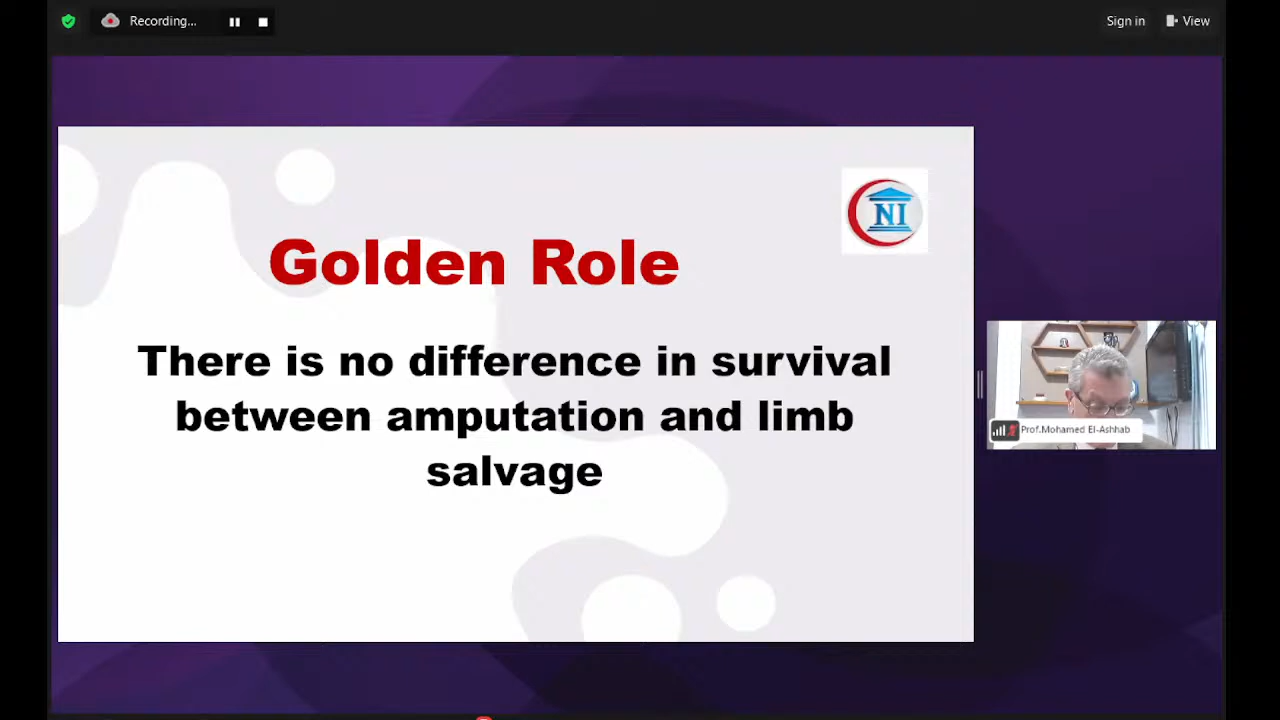 Recording...
Sign in
View
NI
Golden Role
There is no difference in survival
between amputation and limb
salvage
Prof.Mohamed El-Ashhab